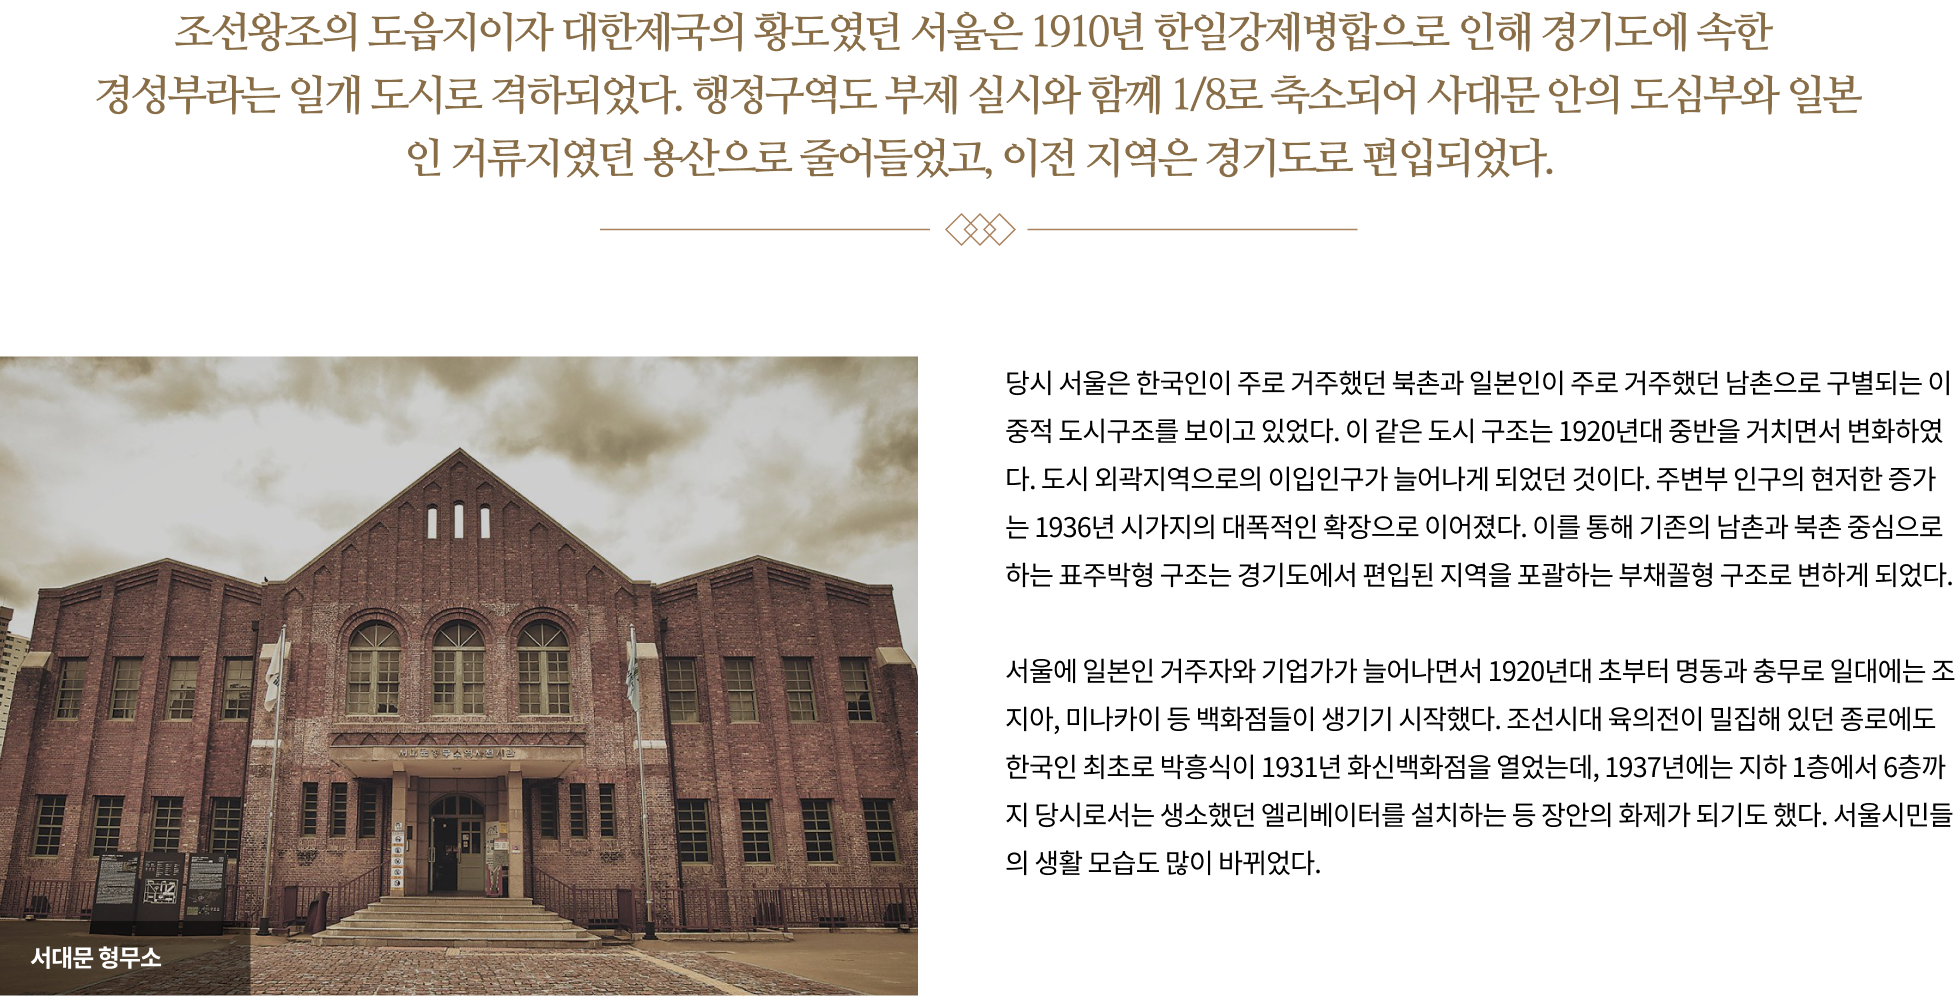 조선왕조의 도읍지이자 대한제국의 황도였던 서울은 1910년 한일강제병합으로 인해 경기도에 속한
경성부라는 일개 도시로 격하되었다. 행정구역도 부제 실시와 함께 1/8로 축소되어 사대문 안의 도심부와 일본
인 거류지였던 용산으로 줄어들었고, 이전 지역은 경기도로 편입되었다.
당시 서울은 한국인이 주로 거주했던 북촌과 일본인이 주로 거주했던 남촌으로 구별되는 이
중적 도시구조를 보이고 있었다. 이 같은 도시 구조는 1920년대 중반을 거치면서 변화하였
다. 도시 외곽지역으로의 이입인구가 늘어나게 되었던 것이다. 주변부 인구의 현저한 증가
는 1936년 시가지의 대폭적인 확장으로 이어졌다. 이를 통해 기존의 남촌과 북촌 중심으로
하는 표주박형 구조는 경기도에서 편입된 지역을 포괄하는 부채꼴형 구조로 변하게 되었다.
서울에 일본인 거주자와 기업가가 늘어나면서 1920년대 초부터 명동과 충무로 일대에는 조
지아, 미나카이 등 백화점들이 생기기 시작했다. 조선시대 육의전이 밀집해 있던 종로에도
한국인 최초로 박흥식이 1931년 화신백화점을 열었는데, 1937년에는 지하 1층에서 6층까
지 당시로서는 생소했던 엘리베이터를 설치하는 등 장안의 화제가 되기도 했다. 서울시민들
의 생활 모습도 많이 바뀌었다.
서대문형무소역사전시관
서대문 형무소